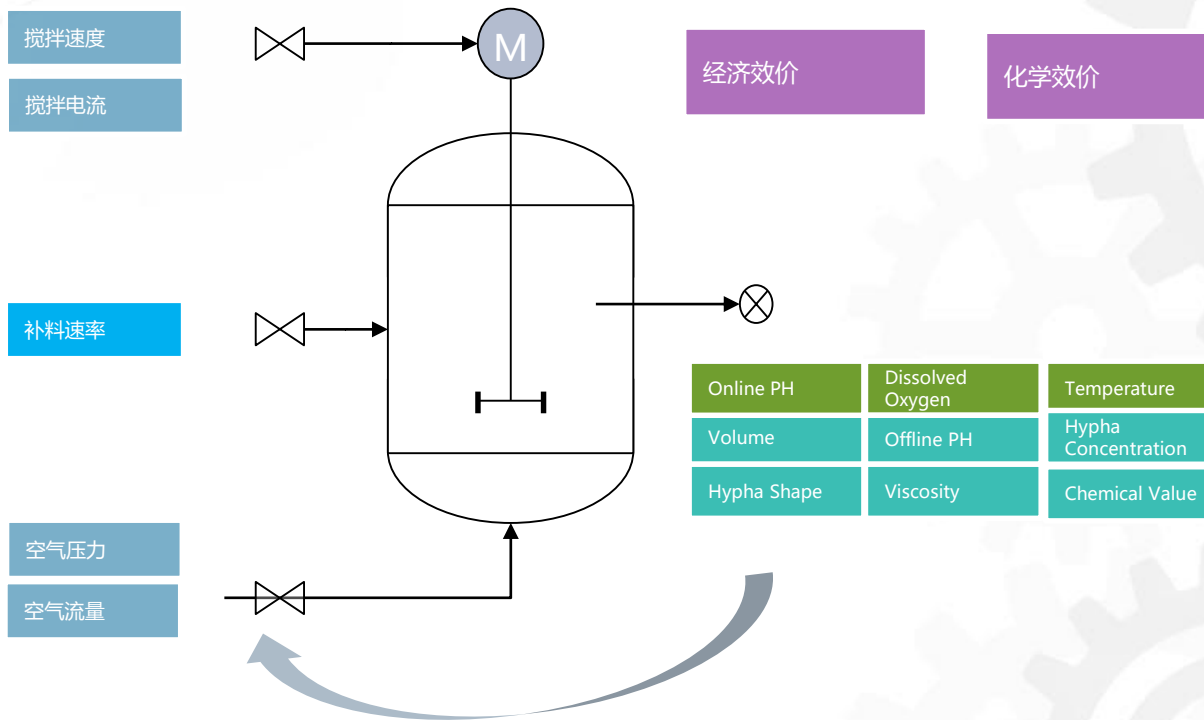 搅拌速度
M
经济效价
化学效价
搅拌电流
补料速率
Online PH
Dissolved
Oxygen
Temperature
Volume
Offline PH
Hypha
Concentration
Hypha Shape
Viscosity
Chemical Value
空气压力
空气流量